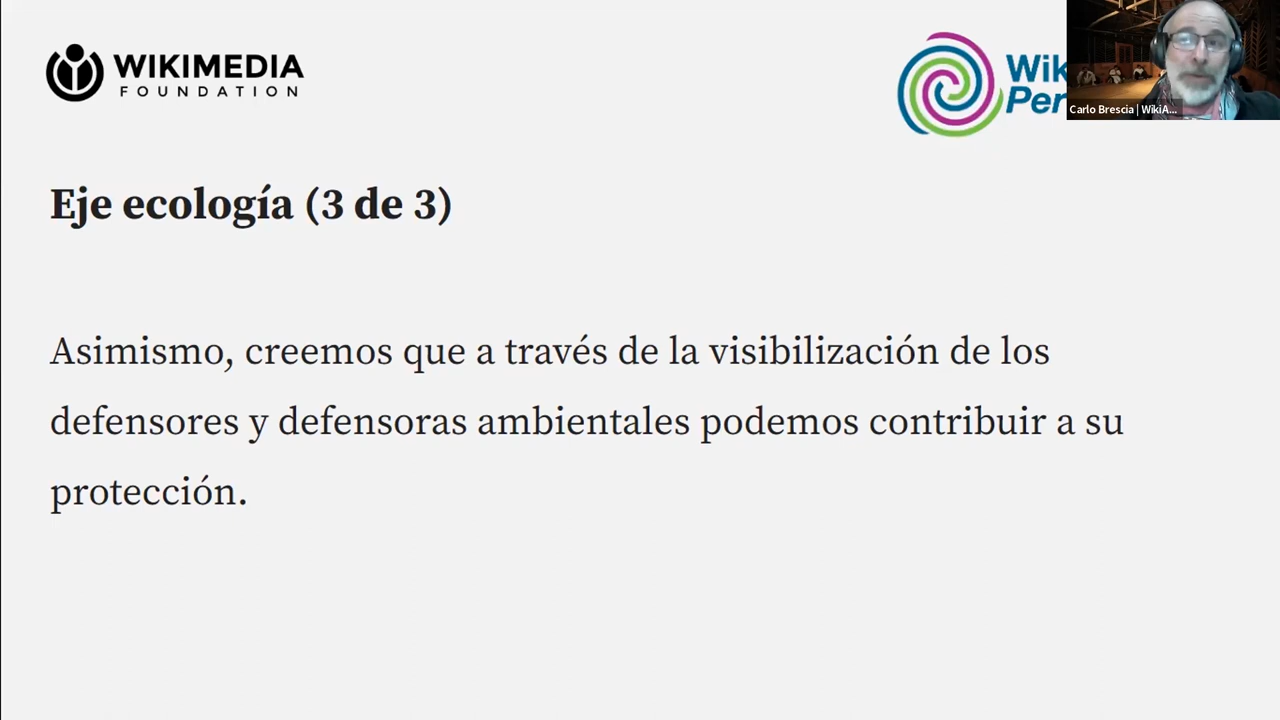 WIKIMEDIA
FOUNDATION
Wik
Per
Carlo Brescia | WikiA...
Eje ecología (3 de 3)
Asimismo, creemos que a través de la visibilización de los
defensores y defensoras ambientales podemos contribuir a su
protección.